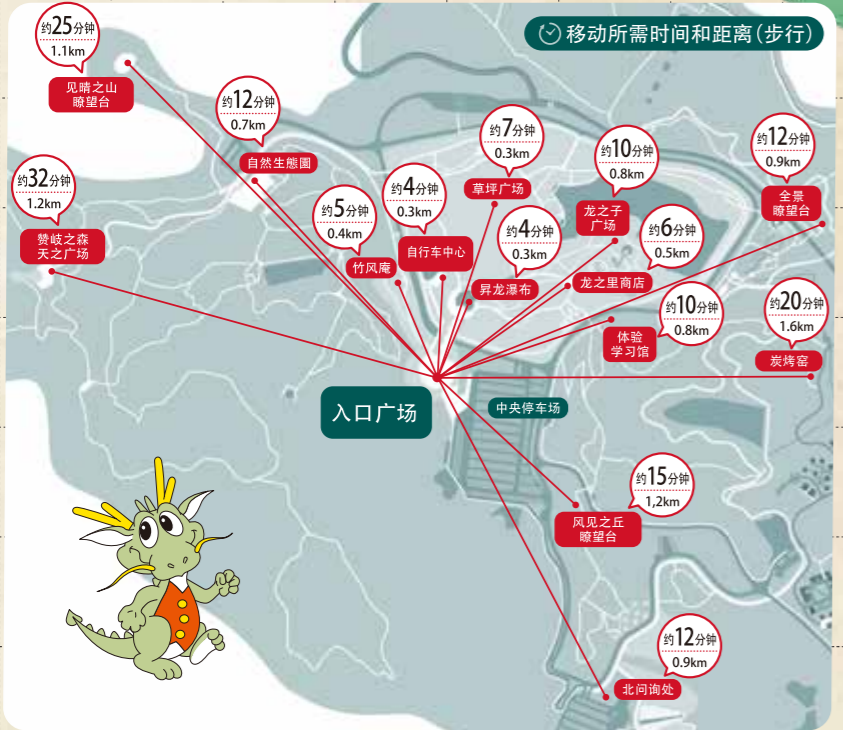 移动所需时间和距离(步行)
约25分钟
1.1km
见晴之山
瞭望台
约12分钟
0.7km
自然生態園
约32分钟
1.2km
赞岐之森
天之广场
约5分钟
0.4km
竹风庵
约4分钟
0.3km
自行车中心
约7分钟
0.3km
草坪广场
约4分钟
0.3km
昇龙瀑布
约10分钟
0.8km
龙之子
广场
约6分钟
0.5km
龙之里商店
约12分钟
0.9km
全景
瞭望台
约10分钟
0.8km
体验
学习馆
约20分钟
1.6km
炭烤窑
入口广场
中央停车场
约15分钟
1,2km
风见之丘
瞭望台
约12分钟
0.9km
北问询处